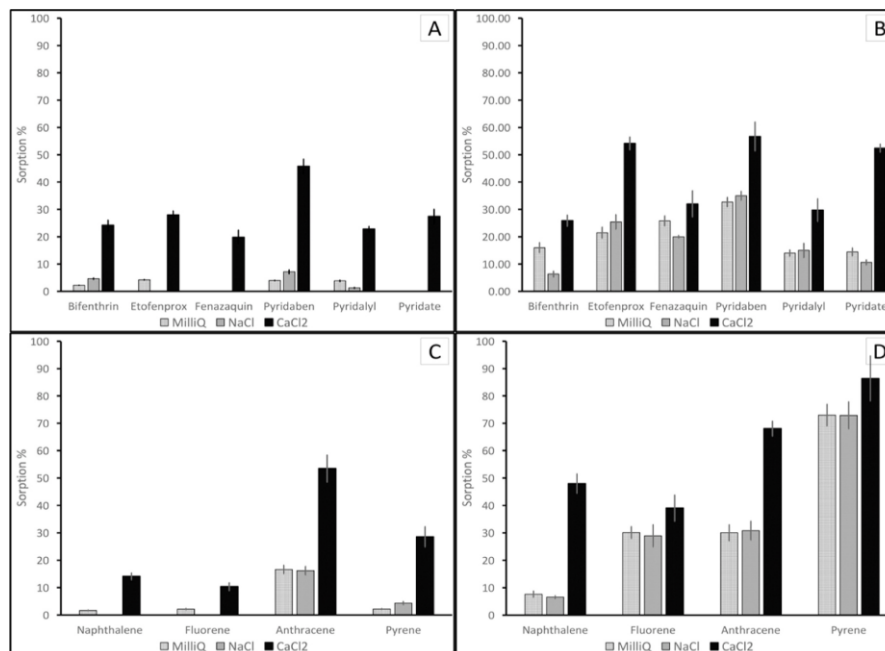 A
100
90
80
70
60
50
40
30
20
10
0
Sorption %
Bifenthrin Etofenprox Fenazaquin Pyridaben Pyridalyl Pyridate
MilliQ NaCl CaCl2
B
100.00
90.00
80.00
70.00
60.00
50.00
40.00
30.00
20.00
10.00
0.00
Sorption %
Bifenthrin Etofenprox Fenazaquin Pyridaben Pyridalyl Pyridate
MilliQ NaCl CaCl2
C
100
90
80
70
60
50
40
30
20
10
0
Sorption %
Naphthalene Fluorene Anthracene Pyrene
MilliQ NaCl CaCl2
D
100
90
80
70
60
50
40
30
20
10
0
Sorption %
Naphthalene Fluorene Anthracene Pyrene
MilliQ NaCl CaCl2